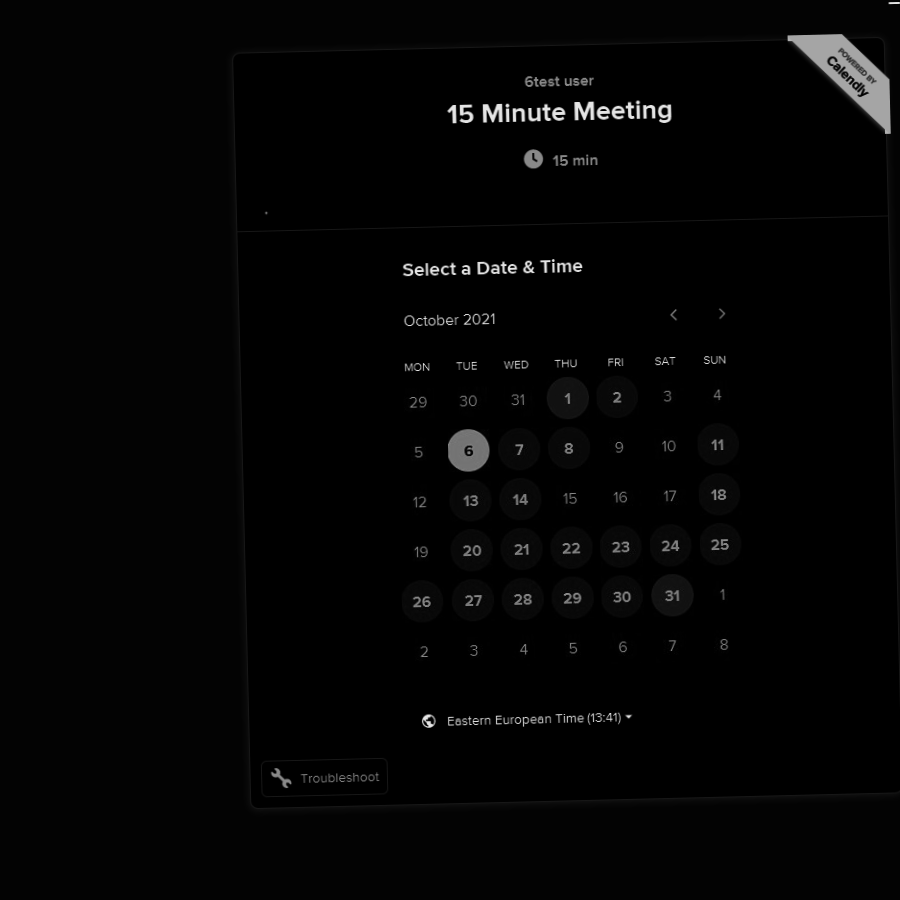 POWERED BY
Calendly
6test user
15 Minute Meeting
15 min
Select a Date & Time
October 2021
MON TUE WED THU FRI SAT SUN
29 30 31 1 2 3 4
5 6 7 8 9 10 11
12 13 14 15 16 17 18
19 20 21 22 23 24 25
26 27 28 29 30 31 1
2 3 4 5 6 7 8
Eastern European Time (13:41)
Troubleshoot